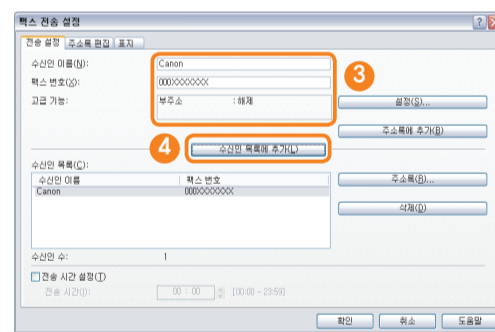 팩스 전송 설정
전송 설정 주소록 편집 표지
수신인 이름(N): Canon
팩스 번호(X): 000XXXXXXX
고급 기능: 부주소 : 해제
설정(S)...
3
주소록에 추가(B)
4 수신인 목록에 추가(L)
수신인 목록(C):
수신인 이름 팩스 번호
Canon 000XXXXXXX
주소록(R)...
삭제(D)
수신인 수: 1
전송 시간 설정(T)
전송 시간(I): 00 : 00 [00:00 ~ 23:59]
확인 취소 도움말